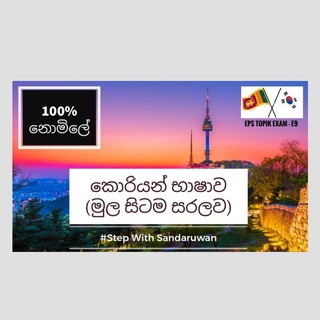 100%
නොමිලේ
EPS TOPIK EXAM - E9
කොරියන් භාෂාව
(මුල සිටම සරලව)
#Step With Sandaruwan